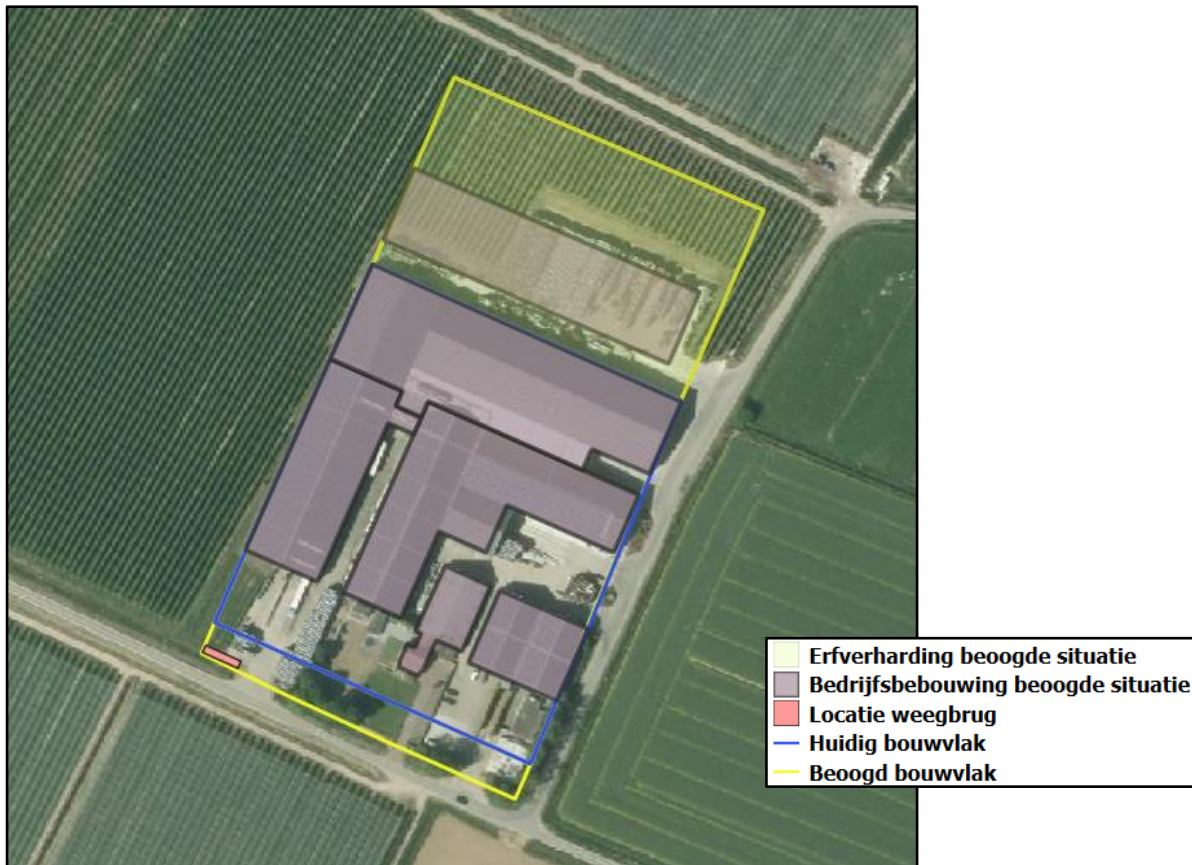 Erfverharding beoogde situatie
Bedrijfsbebouwing beoogde situatie
Locatie weegbrug
Huidig bouwvlak
Beoogd bouwvlak